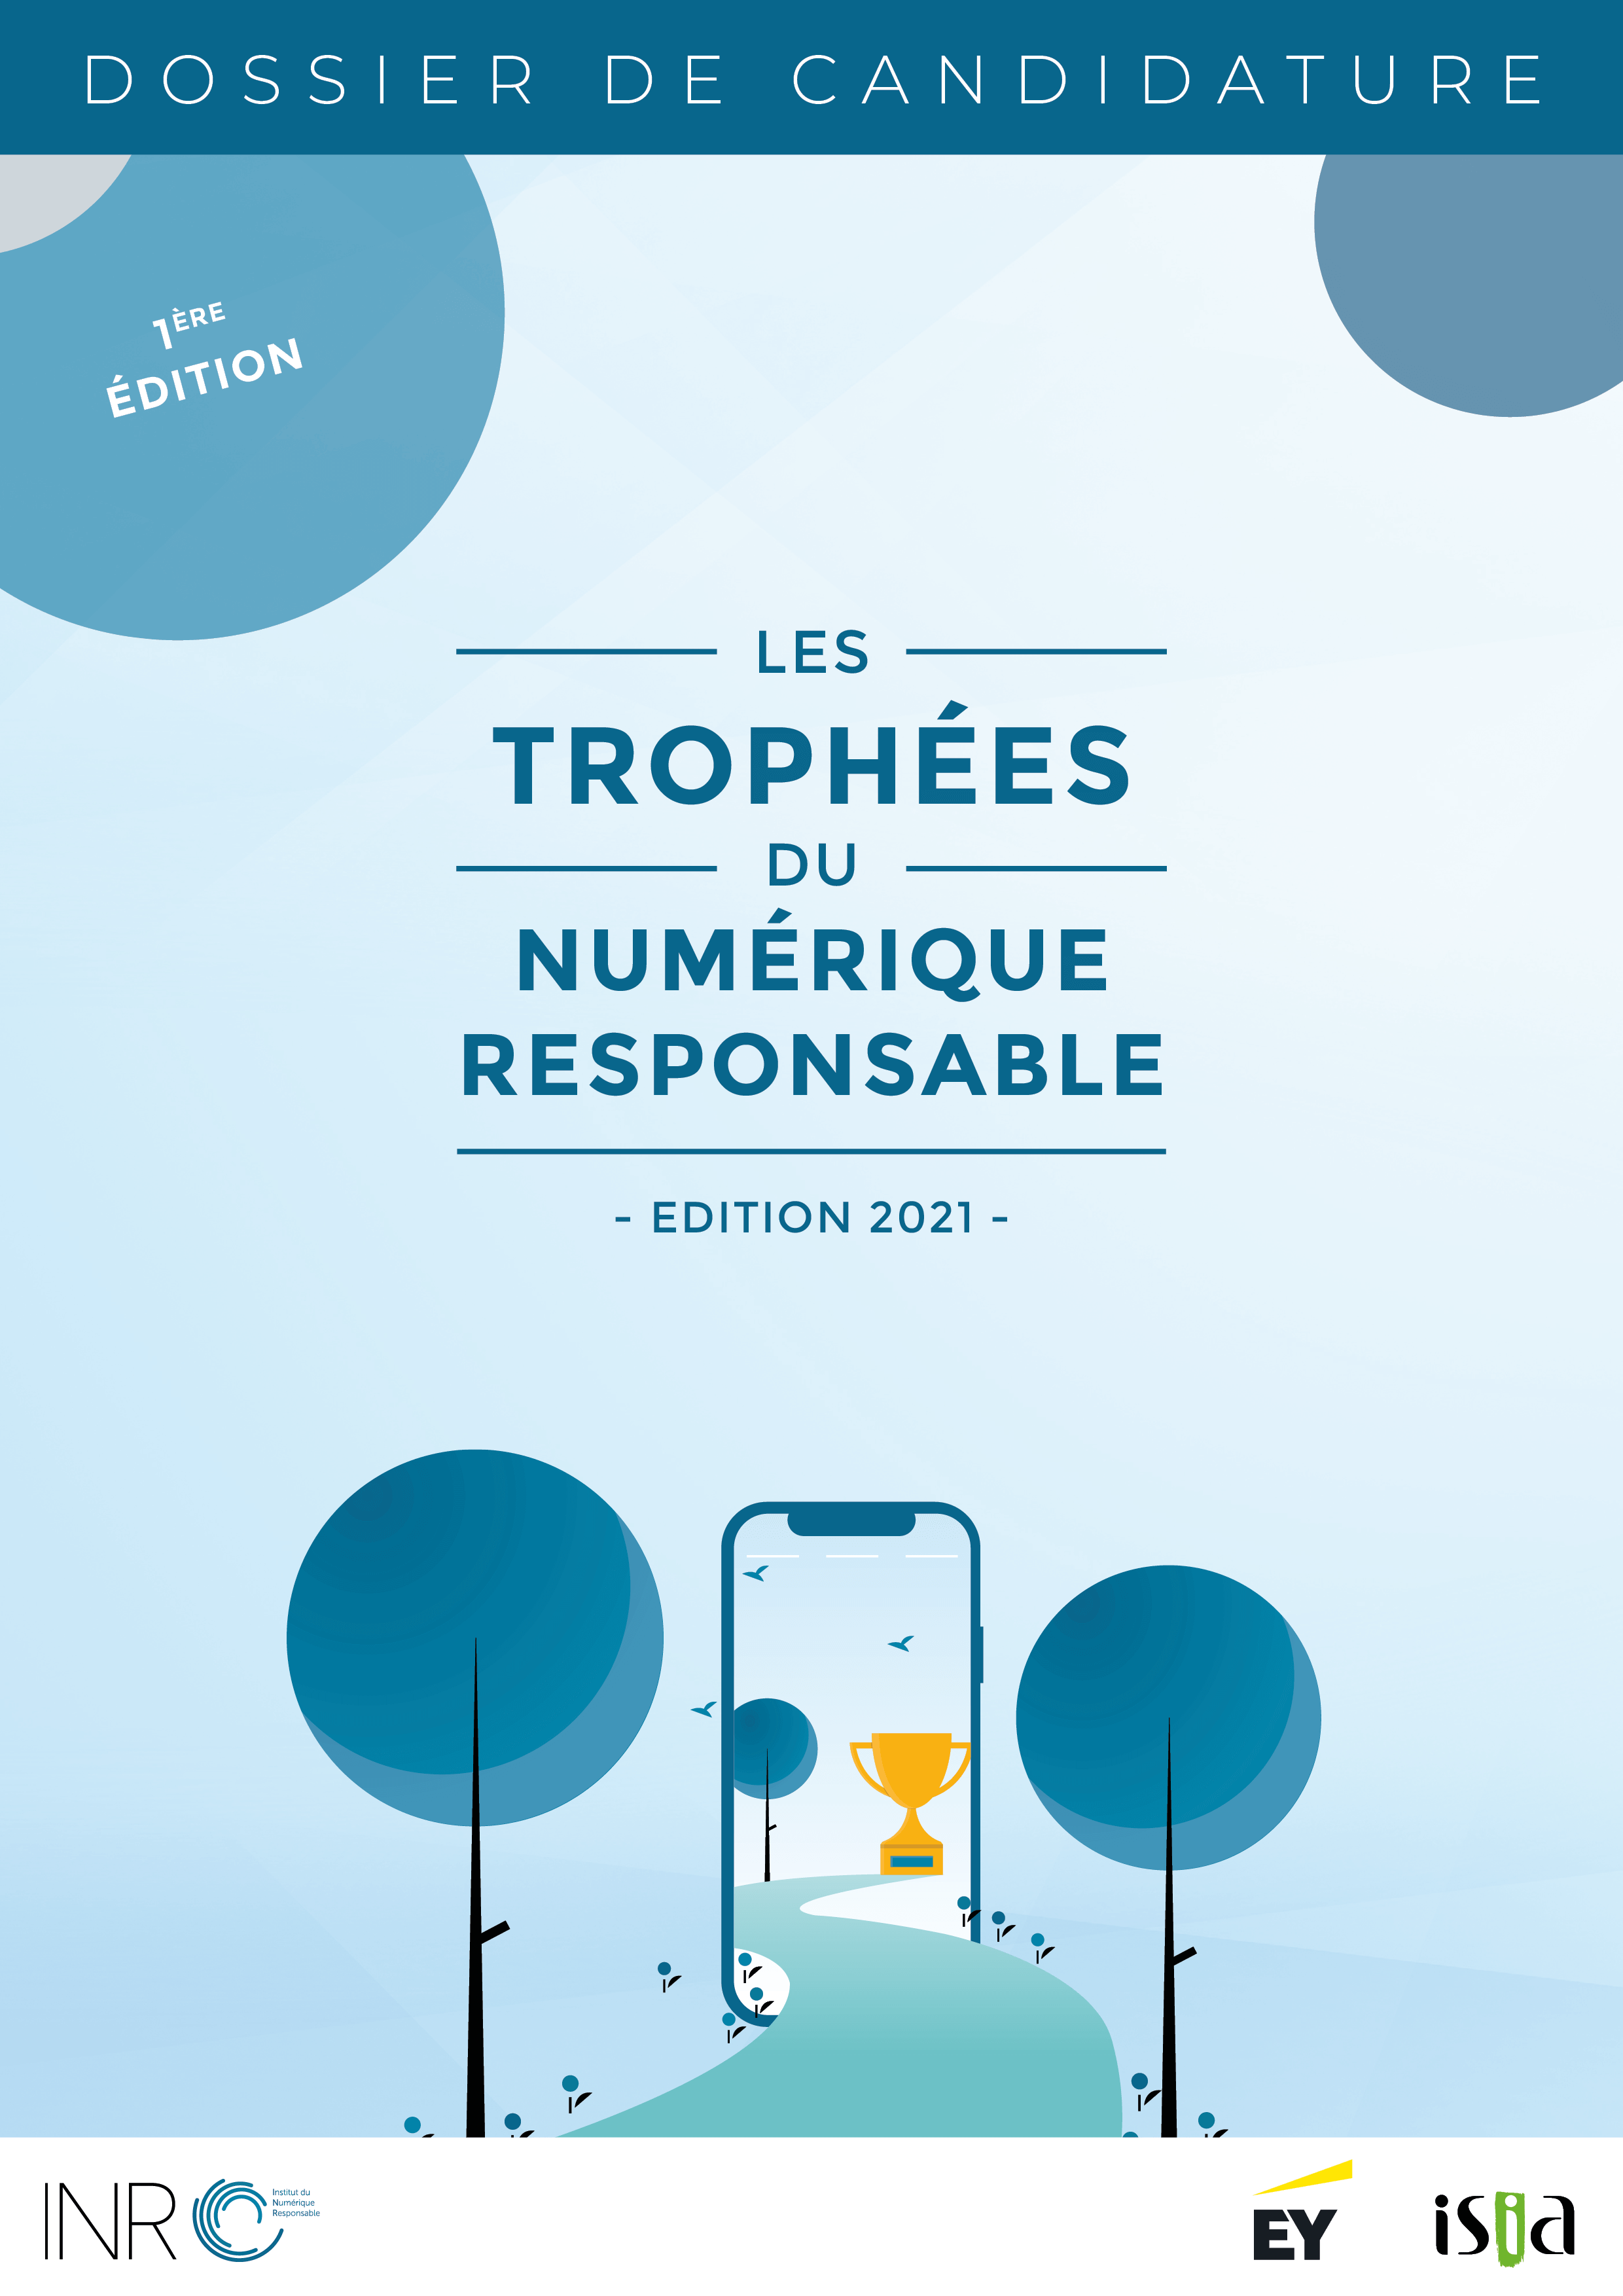 DOSSIER DE CANDIDATURE
1ÈRE
ÉDITION
LES
TROPHÉES
DU
NUMÉRIQUE
RESPONSABLE
- EDITION 2021 -
INR
Institut du
Numérique
Responsable
EY
isia